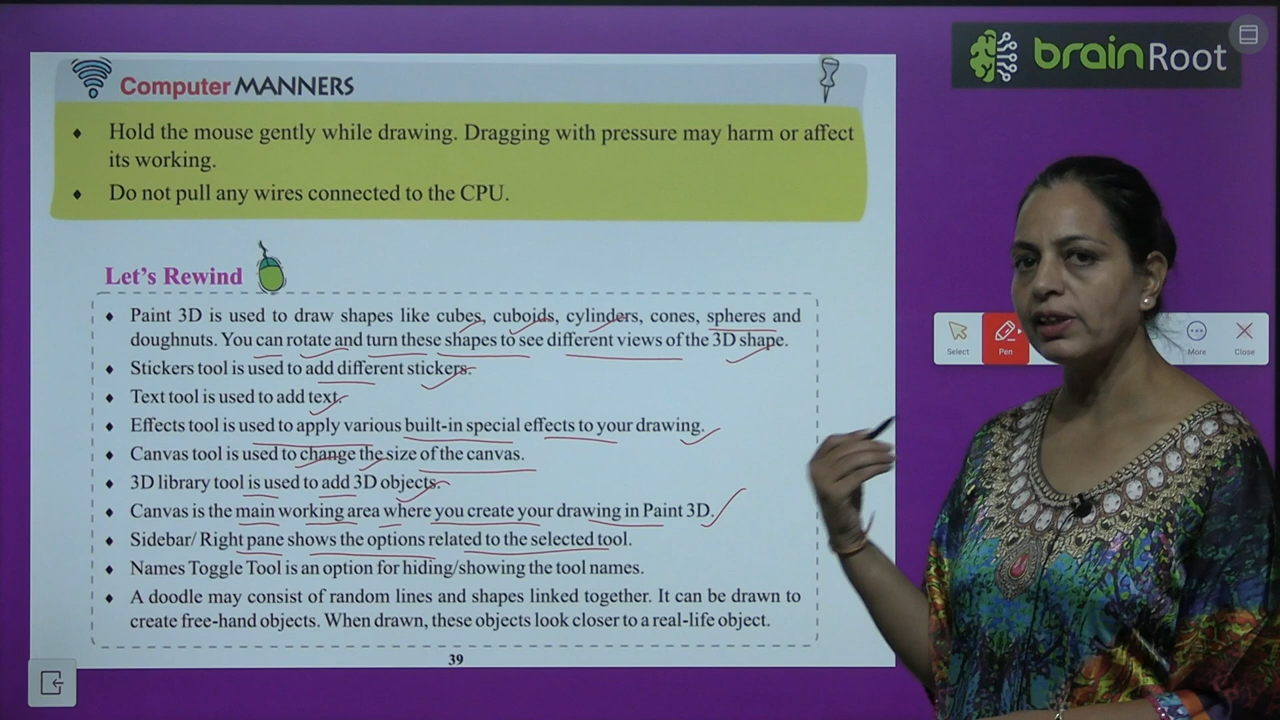 brainRoot
Computer MANNERS
♦ Hold the mouse gently while drawing. Dragging with pressure may harm or affect
its working.
♦ Do not pull any wires connected to the CPU.
Let's Rewind
♦ Paint 3D is used to draw shapes like cubes, cuboids, cylinders, cones, spheres and
doughnuts. You can rotate and turn these shapes to see different views of the 3D shape.
♦ Stickers tool is used to add different stickers.
♦ Text tool is used to add text.
♦ Effects tool is used to apply various built-in special effects to your drawing.
♦ Canvas tool is used to change the size of the canvas.
♦ 3D library tool is used to add 3D objects.
♦ Canvas is the main working area where you create your drawing in Paint 3D.
♦ Sidebar/ Right pane shows the options related to the selected tool.
♦ Names Toggle Tool is an option for hiding/showing the tool names.
♦ A doodle may consist of random lines and shapes linked together. It can be drawn to
create free-hand objects. When drawn, these objects look closer to a real-life object.
39
Select Pen More Close